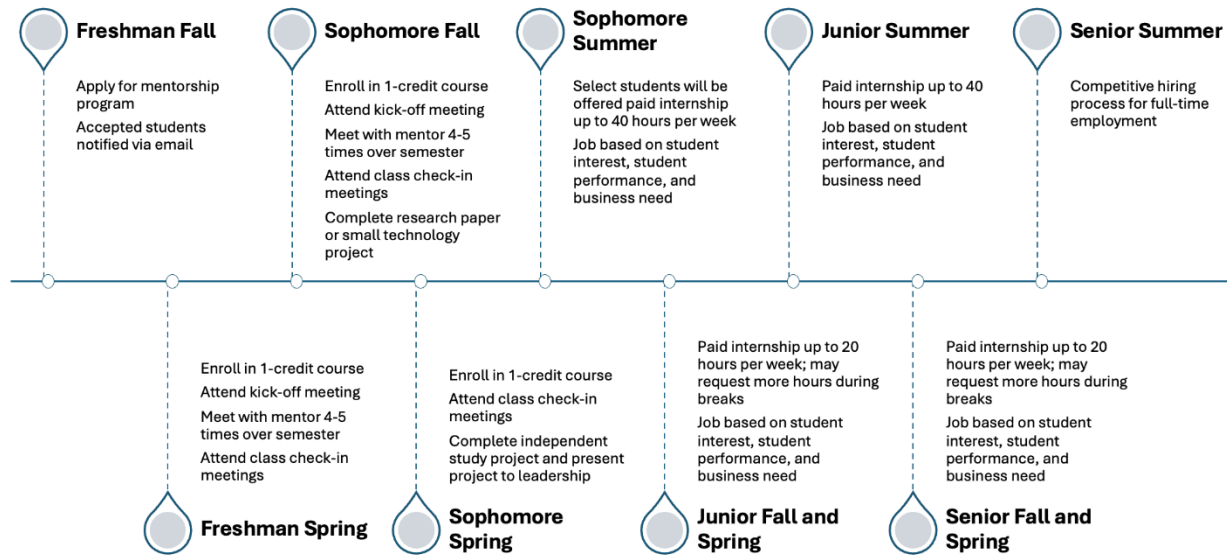 Freshman Fall
Apply for mentorship
program
Accepted students
notified via email
Sophomore Fall
Enroll in 1-credit course
Attend kick-off meeting
Meet with mentor 4-5
times over semester
Attend class check-in
meetings
Complete research paper
or small technology
project
Sophomore
Summer
Select students will be
offered paid internship
up to 40 hours per week
Job based on student
interest, student
performance, and
business need
Junior Summer
Paid internship up to 40
hours per week
Job based on student
interest, student
performance, and
business need
Senior Summer
Competitive hiring
process for full-time
employment
Enroll in 1-credit course
Attend kick-off meeting
Meet with mentor 4-5
times over semester
Attend class check-in
meetings
Freshman Spring
Enroll in 1-credit course
Attend class check-in
meetings
Complete independent
study project and present
project to leadership
Sophomore
Spring
Paid internship up to 20
hours per week; may
request more hours during
breaks
Job based on student
interest, student
performance, and
business need
Junior Fall and
Spring
Paid internship up to 20
hours per week; may
request more hours during
breaks
Job based on student
interest, student
performance, and
business need
Senior Fall and
Spring